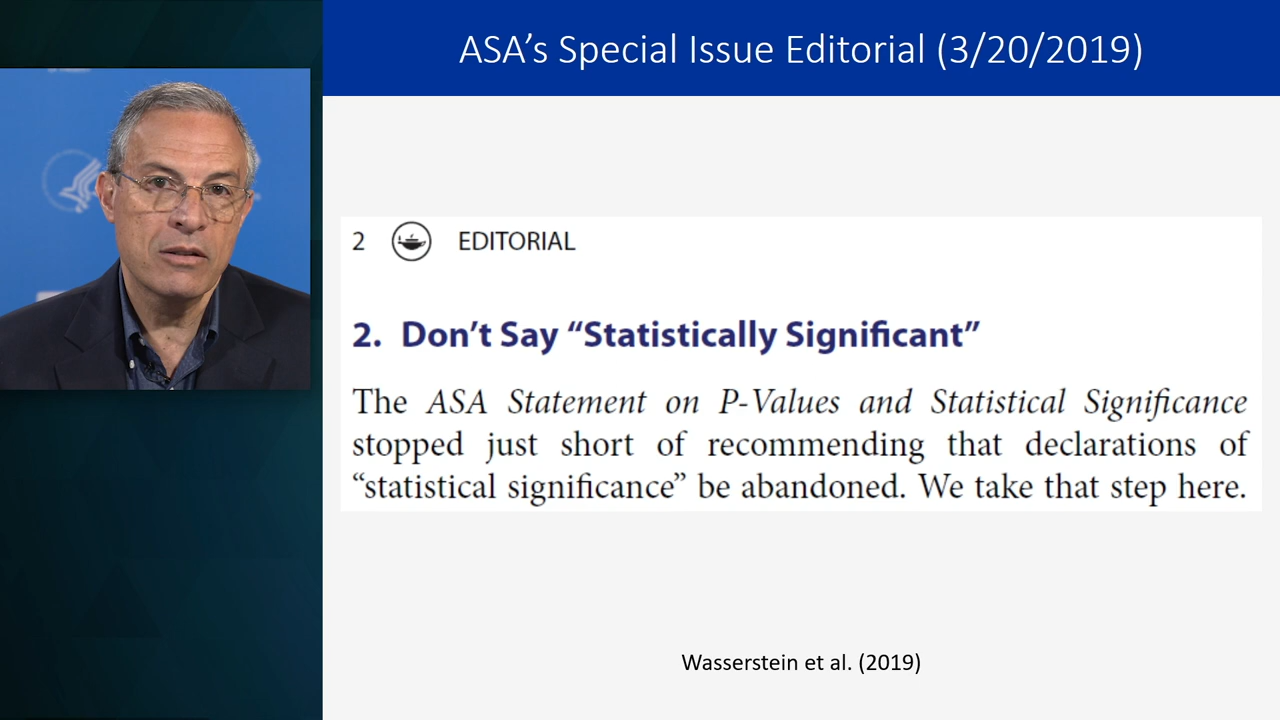 ASA’s Special Issue Editorial (3/20/2019)
2 EDITORIAL
2. Don’t Say “Statistically Significant”
The ASA Statement on P-Values and Statistical Significance
stopped just short of recommending that declarations of
“statistical significance” be abandoned. We take that step here.
Wasserstein et al. (2019)